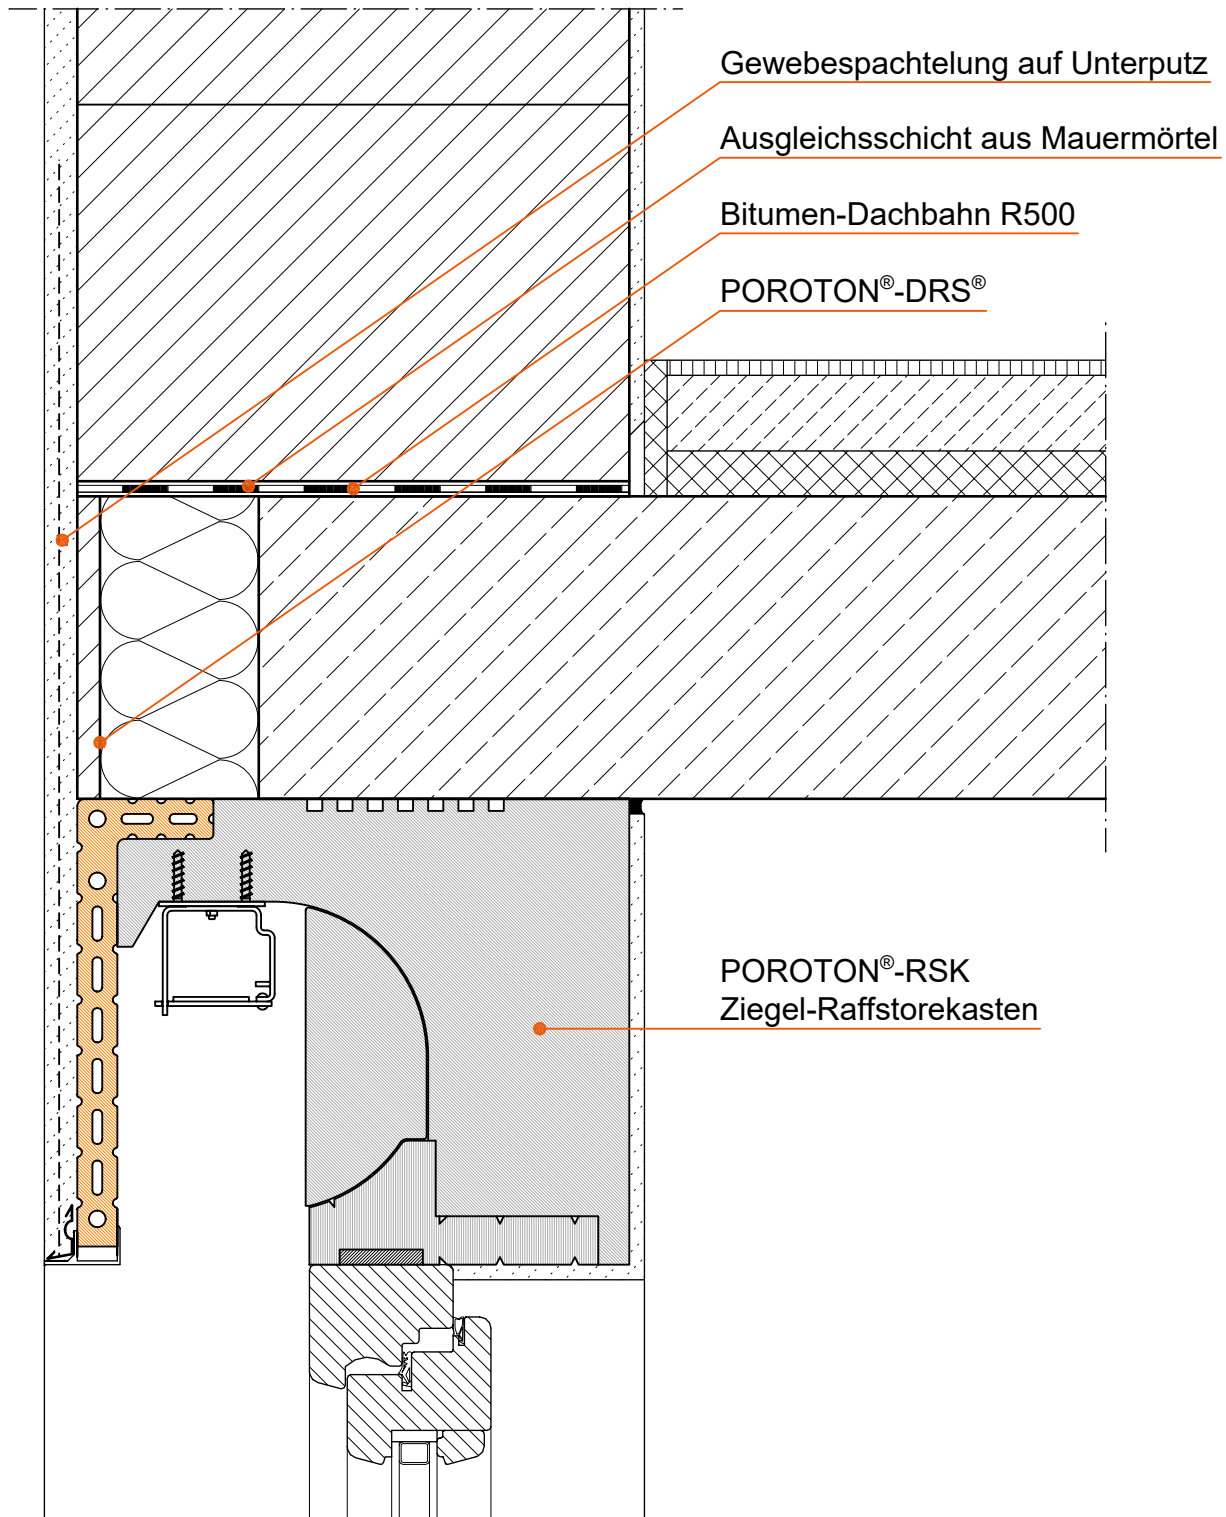 Gewebespachtelung auf Unterputz
Ausgleichsschicht aus Mauermörtel
Bitumen-Dachbahn R500
POROTON®-DRS®
POROTON®-RSK
Ziegel-Raffstorekasten